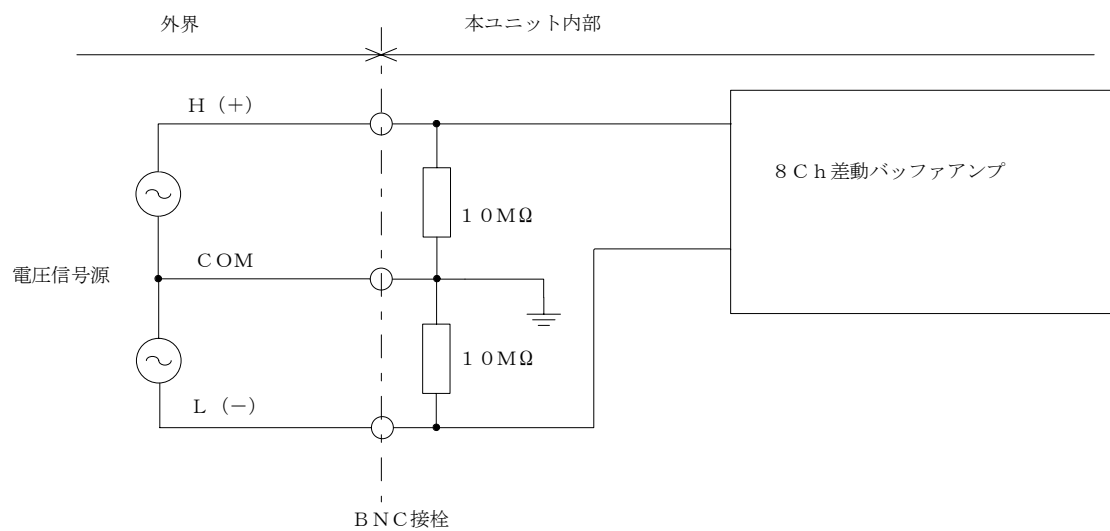 外界
本ユニット内部
H（+）
8Ch差動バッファアンプ
10MΩ
COM
電圧信号源
10MΩ
L（−）
BNC接栓